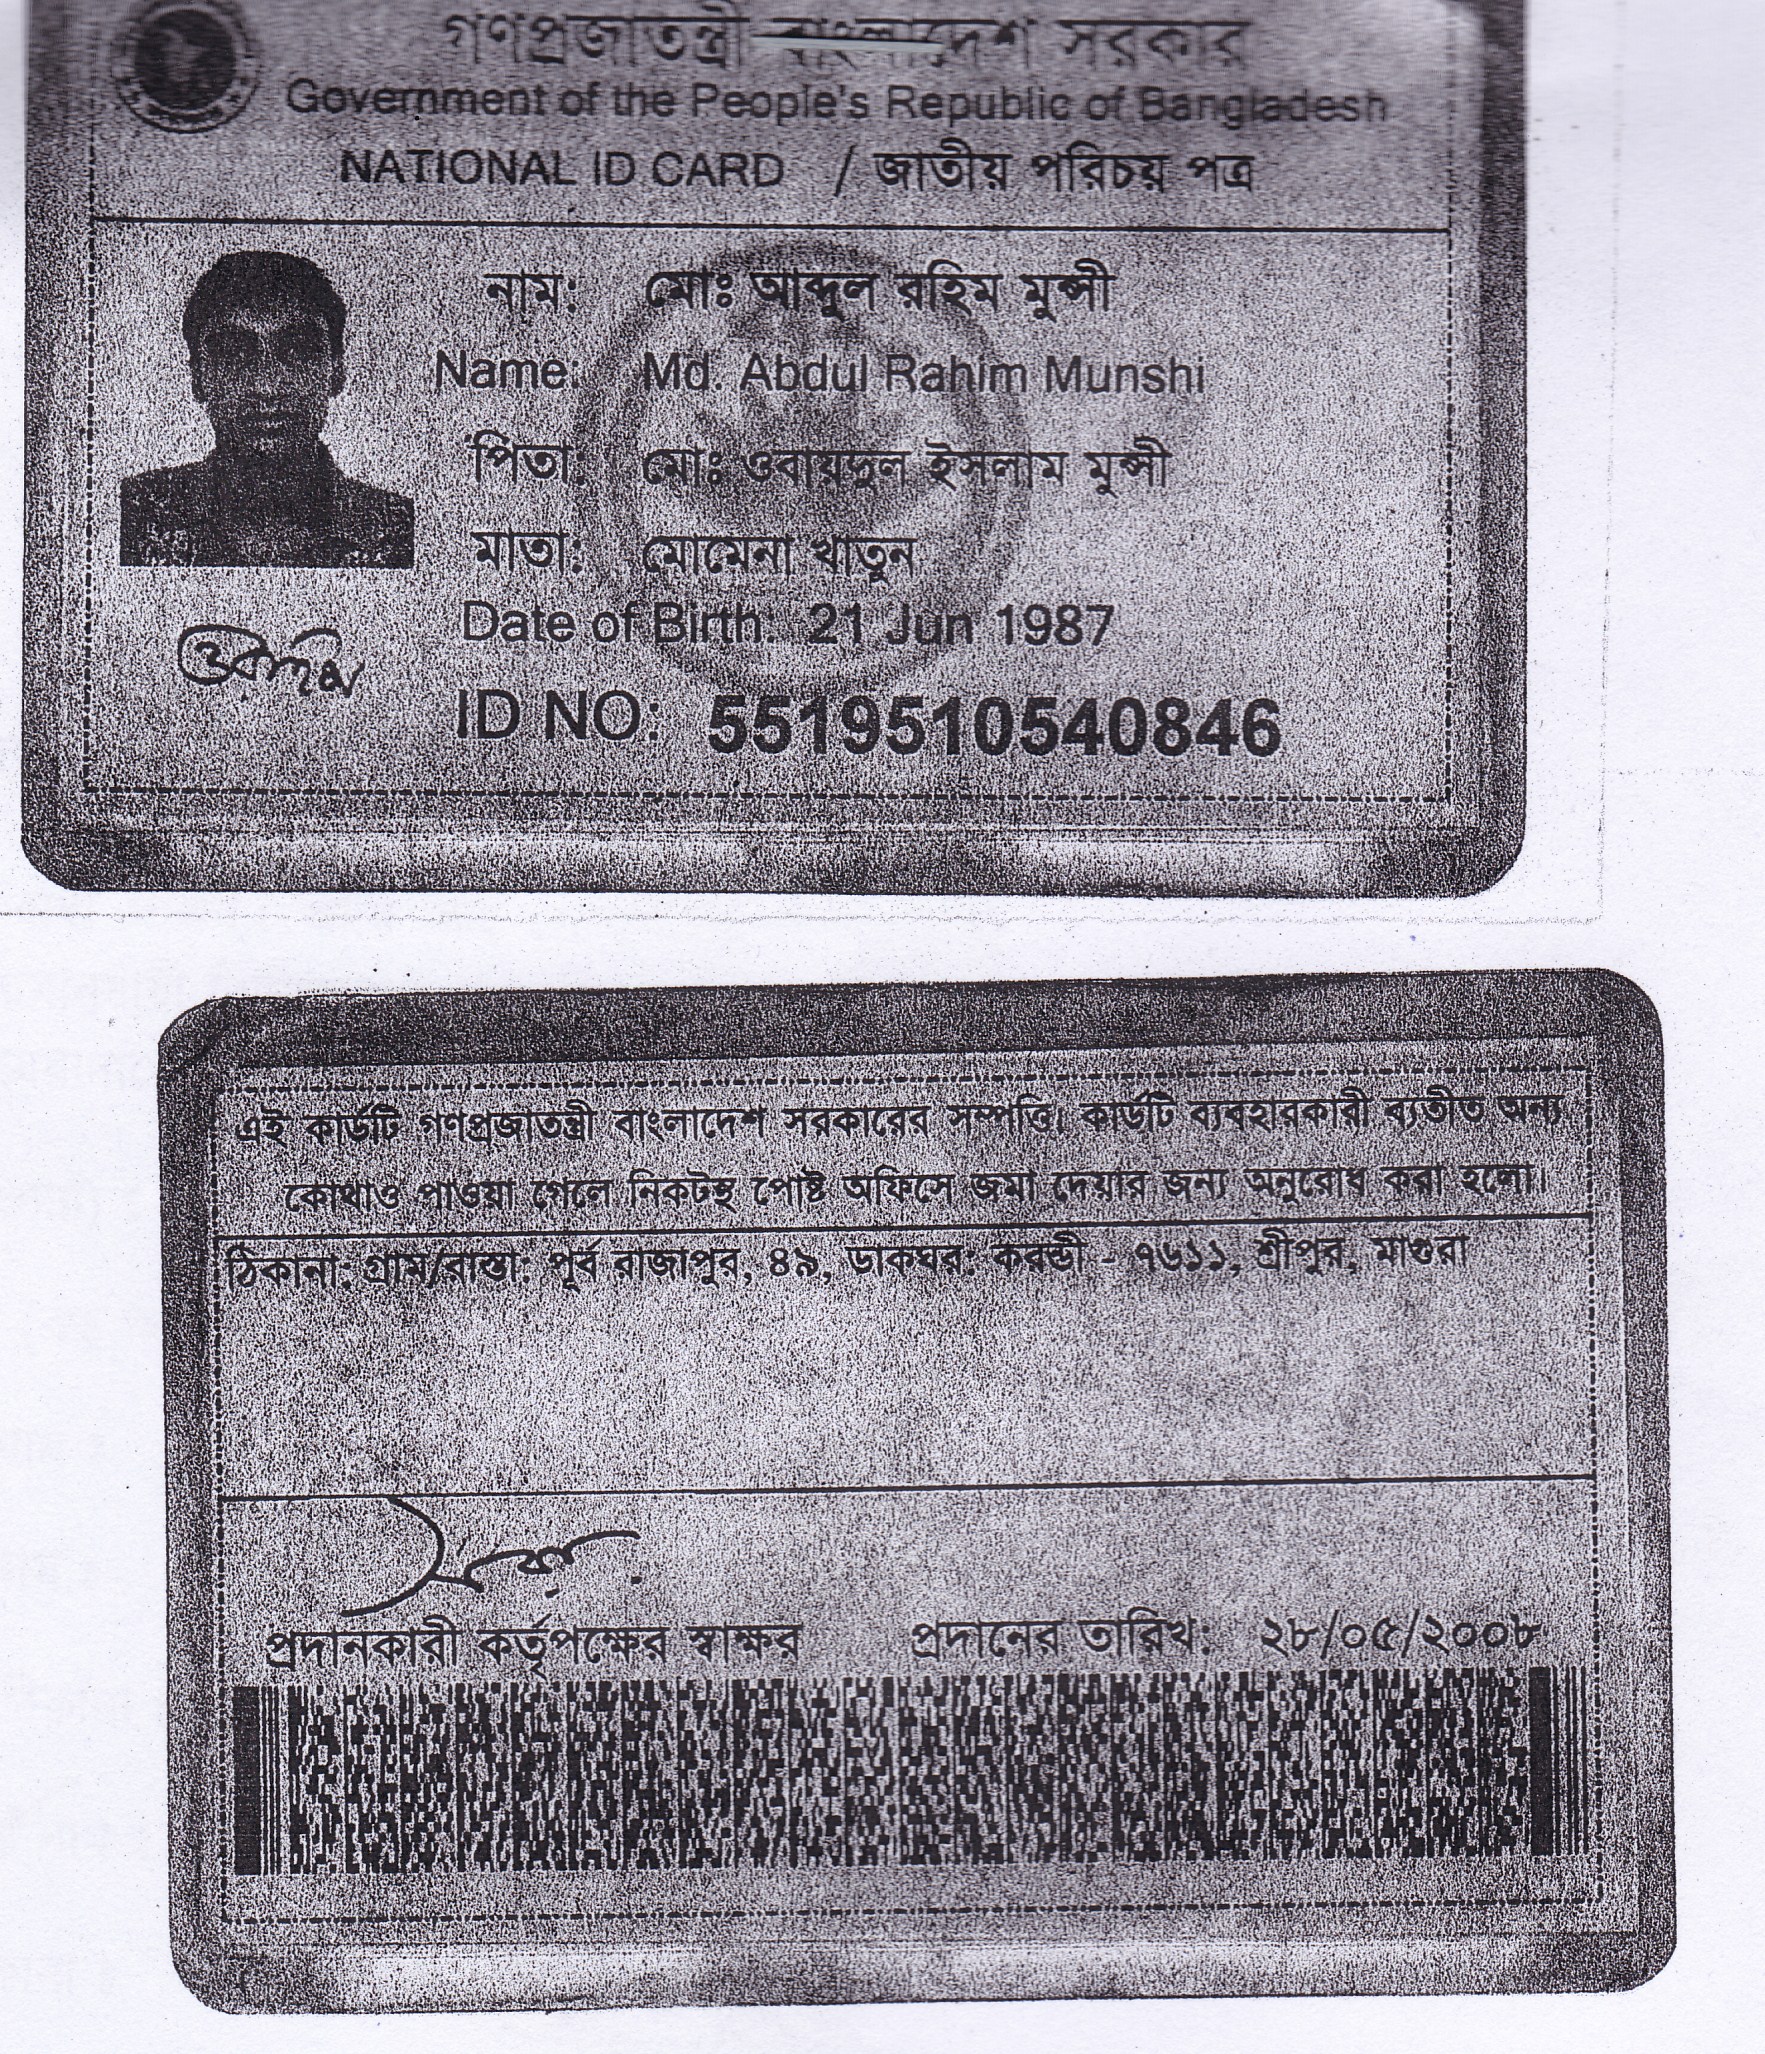 গণপ্রজাতন্ত্রী বাংলাদেশ সরকার
Government of the People's Republic of Bangladesh
NATIONAL ID CARD / জাতীয় পরিচয় পত্র
নাম: মোঃ আব্দুল রহিম মুন্সী
Name: Md. Abdul Rahim Munshi
পিতা: মোঃ ওবায়দুল ইসলাম মুন্সী
মাতা: মোমেনা খাতুন
Date of Birth: 21 Jun 1987
ID NO: 5519510540846
এই কার্ডটি গণপ্রজাতন্ত্রী বাংলাদেশ সরকারের সম্পত্তি। কার্ডটি ব্যবহারকারী ব্যতীত অন্য
কোথাও পাওয়া গেলে নিকটস্থ পোষ্ট অফিসে জমা দেয়ার জন্য অনুরোধ করা হলো।
ঠিকানা: গ্রাম/রাস্তা: পূর্ব রাজাপুর, ৪৯, ডাকঘর: করন্ডী - ৭৬১১, শ্রীপুর, মাগুরা
প্রদানকারী কর্তৃপক্ষের স্বাক্ষর প্রদানের তারিখ: ২৮/০৫/২০০৮